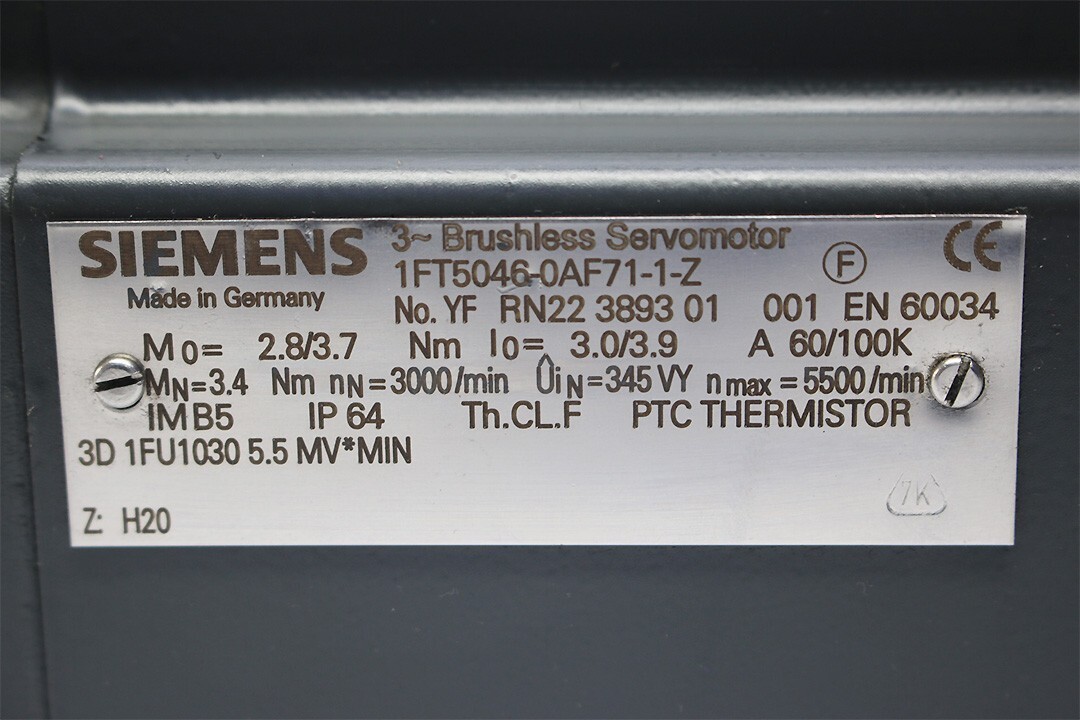 SIEMENS
3~ Brushless Servomotor
1FT5046-0AF71-1-Z
F
CE
Made in Germany
No. YF RN22 3893 01 001 EN 60034
M0= 2.8/3.7 Nm I0= 3.0/3.9 A 60/100K
MN=3.4 Nm nN=3000/min ÛiN=345 VY nmax=5500/min
IM B5 IP 64 Th.CL.F PTC THERMISTOR
3D 1FU1030 5.5 MV*MIN
7K
Z: H20